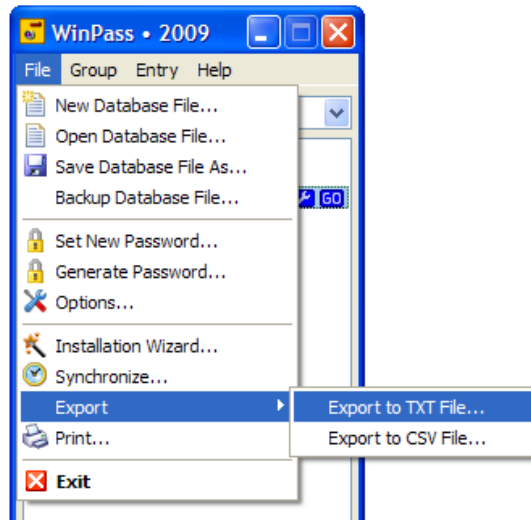 WinPass • 2009
File Group Entry Help
New Database File...
Open Database File...
Save Database File As...
Backup Database File...
GO
Set New Password...
Generate Password...
Options...
Installation Wizard...
Synchronize...
Export
Export to TXT File...
Print...
Export to CSV File...
Exit